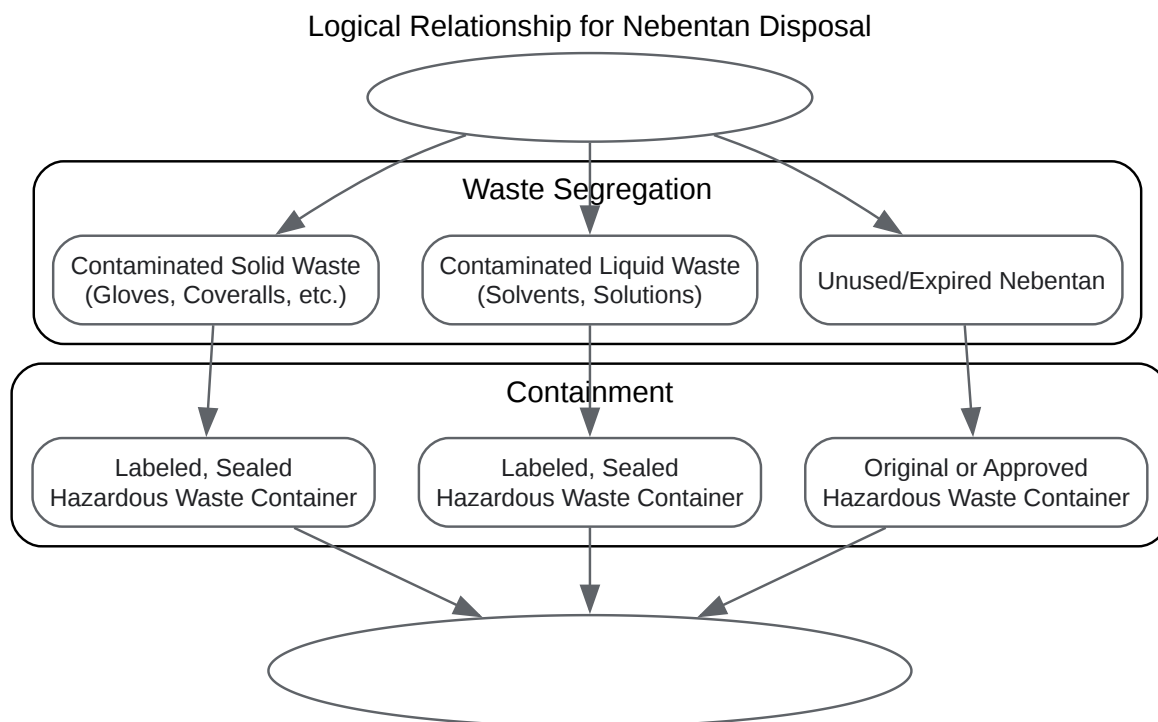 Logical Relationship for Nebentan Disposal
Waste Segregation
Contaminated Solid Waste
(Gloves, Coveralls, etc.)
Contaminated Liquid Waste
(Solvents, Solutions)
Unused/Expired Nebentan
Containment
Labeled, Sealed
Hazardous Waste Container
Labeled, Sealed
Hazardous Waste Container
Original or Approved
Hazardous Waste Container